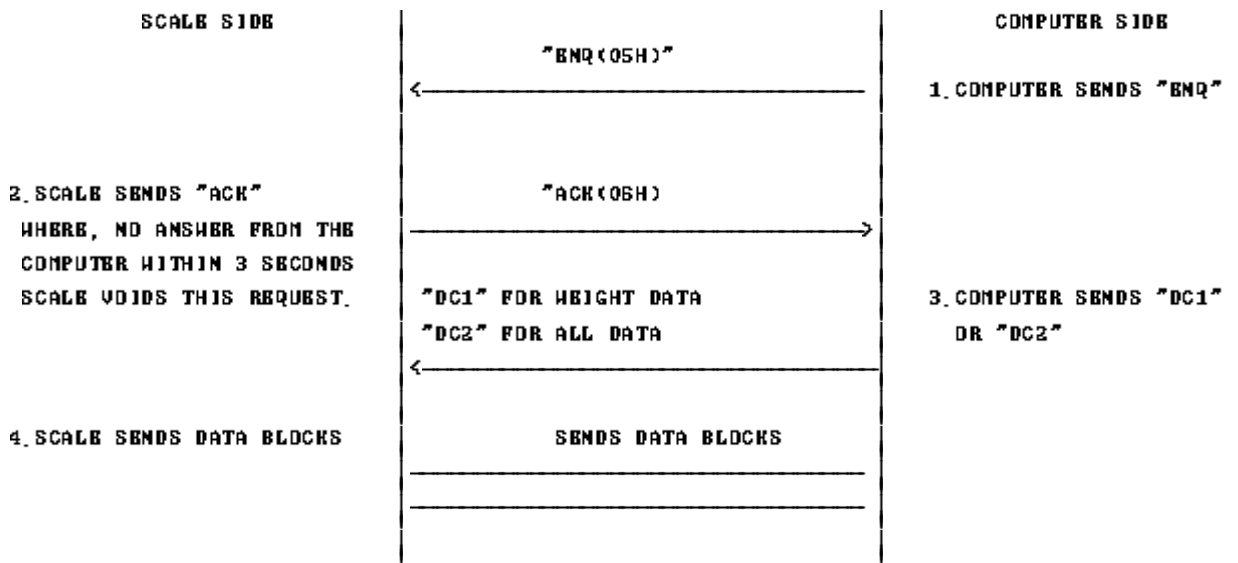 SCALE SIDE
COMPUTER SIDE
"ENQ(05H)"
1.COMPUTER SENDS "ENQ"
2.SCALE SENDS "ACK"
"ACK(06H)
WHERE, NO ANSWER FROM THE
COMPUTER WITHIN 3 SECONDS
SCALE VOIDS THIS REQUEST.
"DC1" FOR WEIGHT DATA
3.COMPUTER SENDS "DC1"
"DC2" FOR ALL DATA
OR "DC2"
4.SCALE SENDS DATA BLOCKS
SENDS DATA BLOCKS